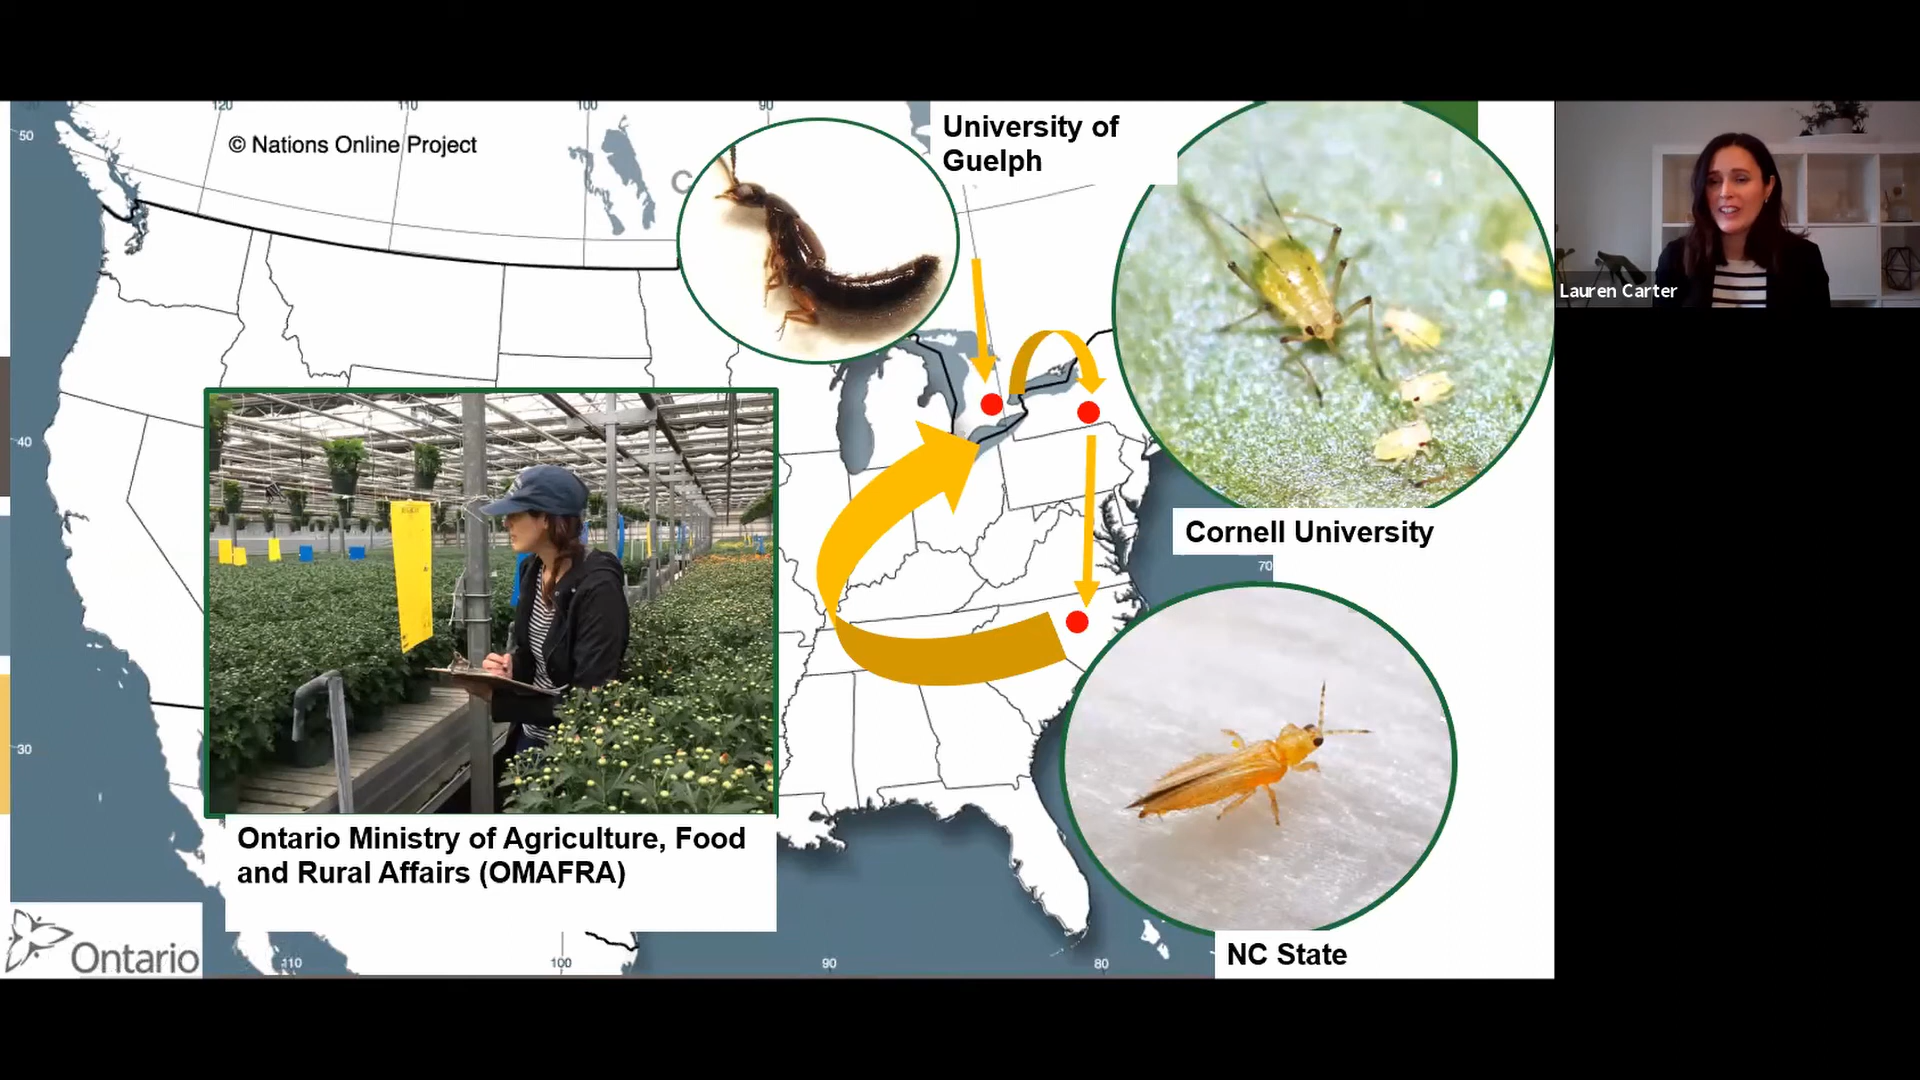 120
110
100
90
50
© Nations Online Project
C
University of
Guelph
Lauren Carter
40
Cornell University
70
30
Ontario Ministry of Agriculture, Food
and Rural Affairs (OMAFRA)
Ontario
110
100
90
80
NC State